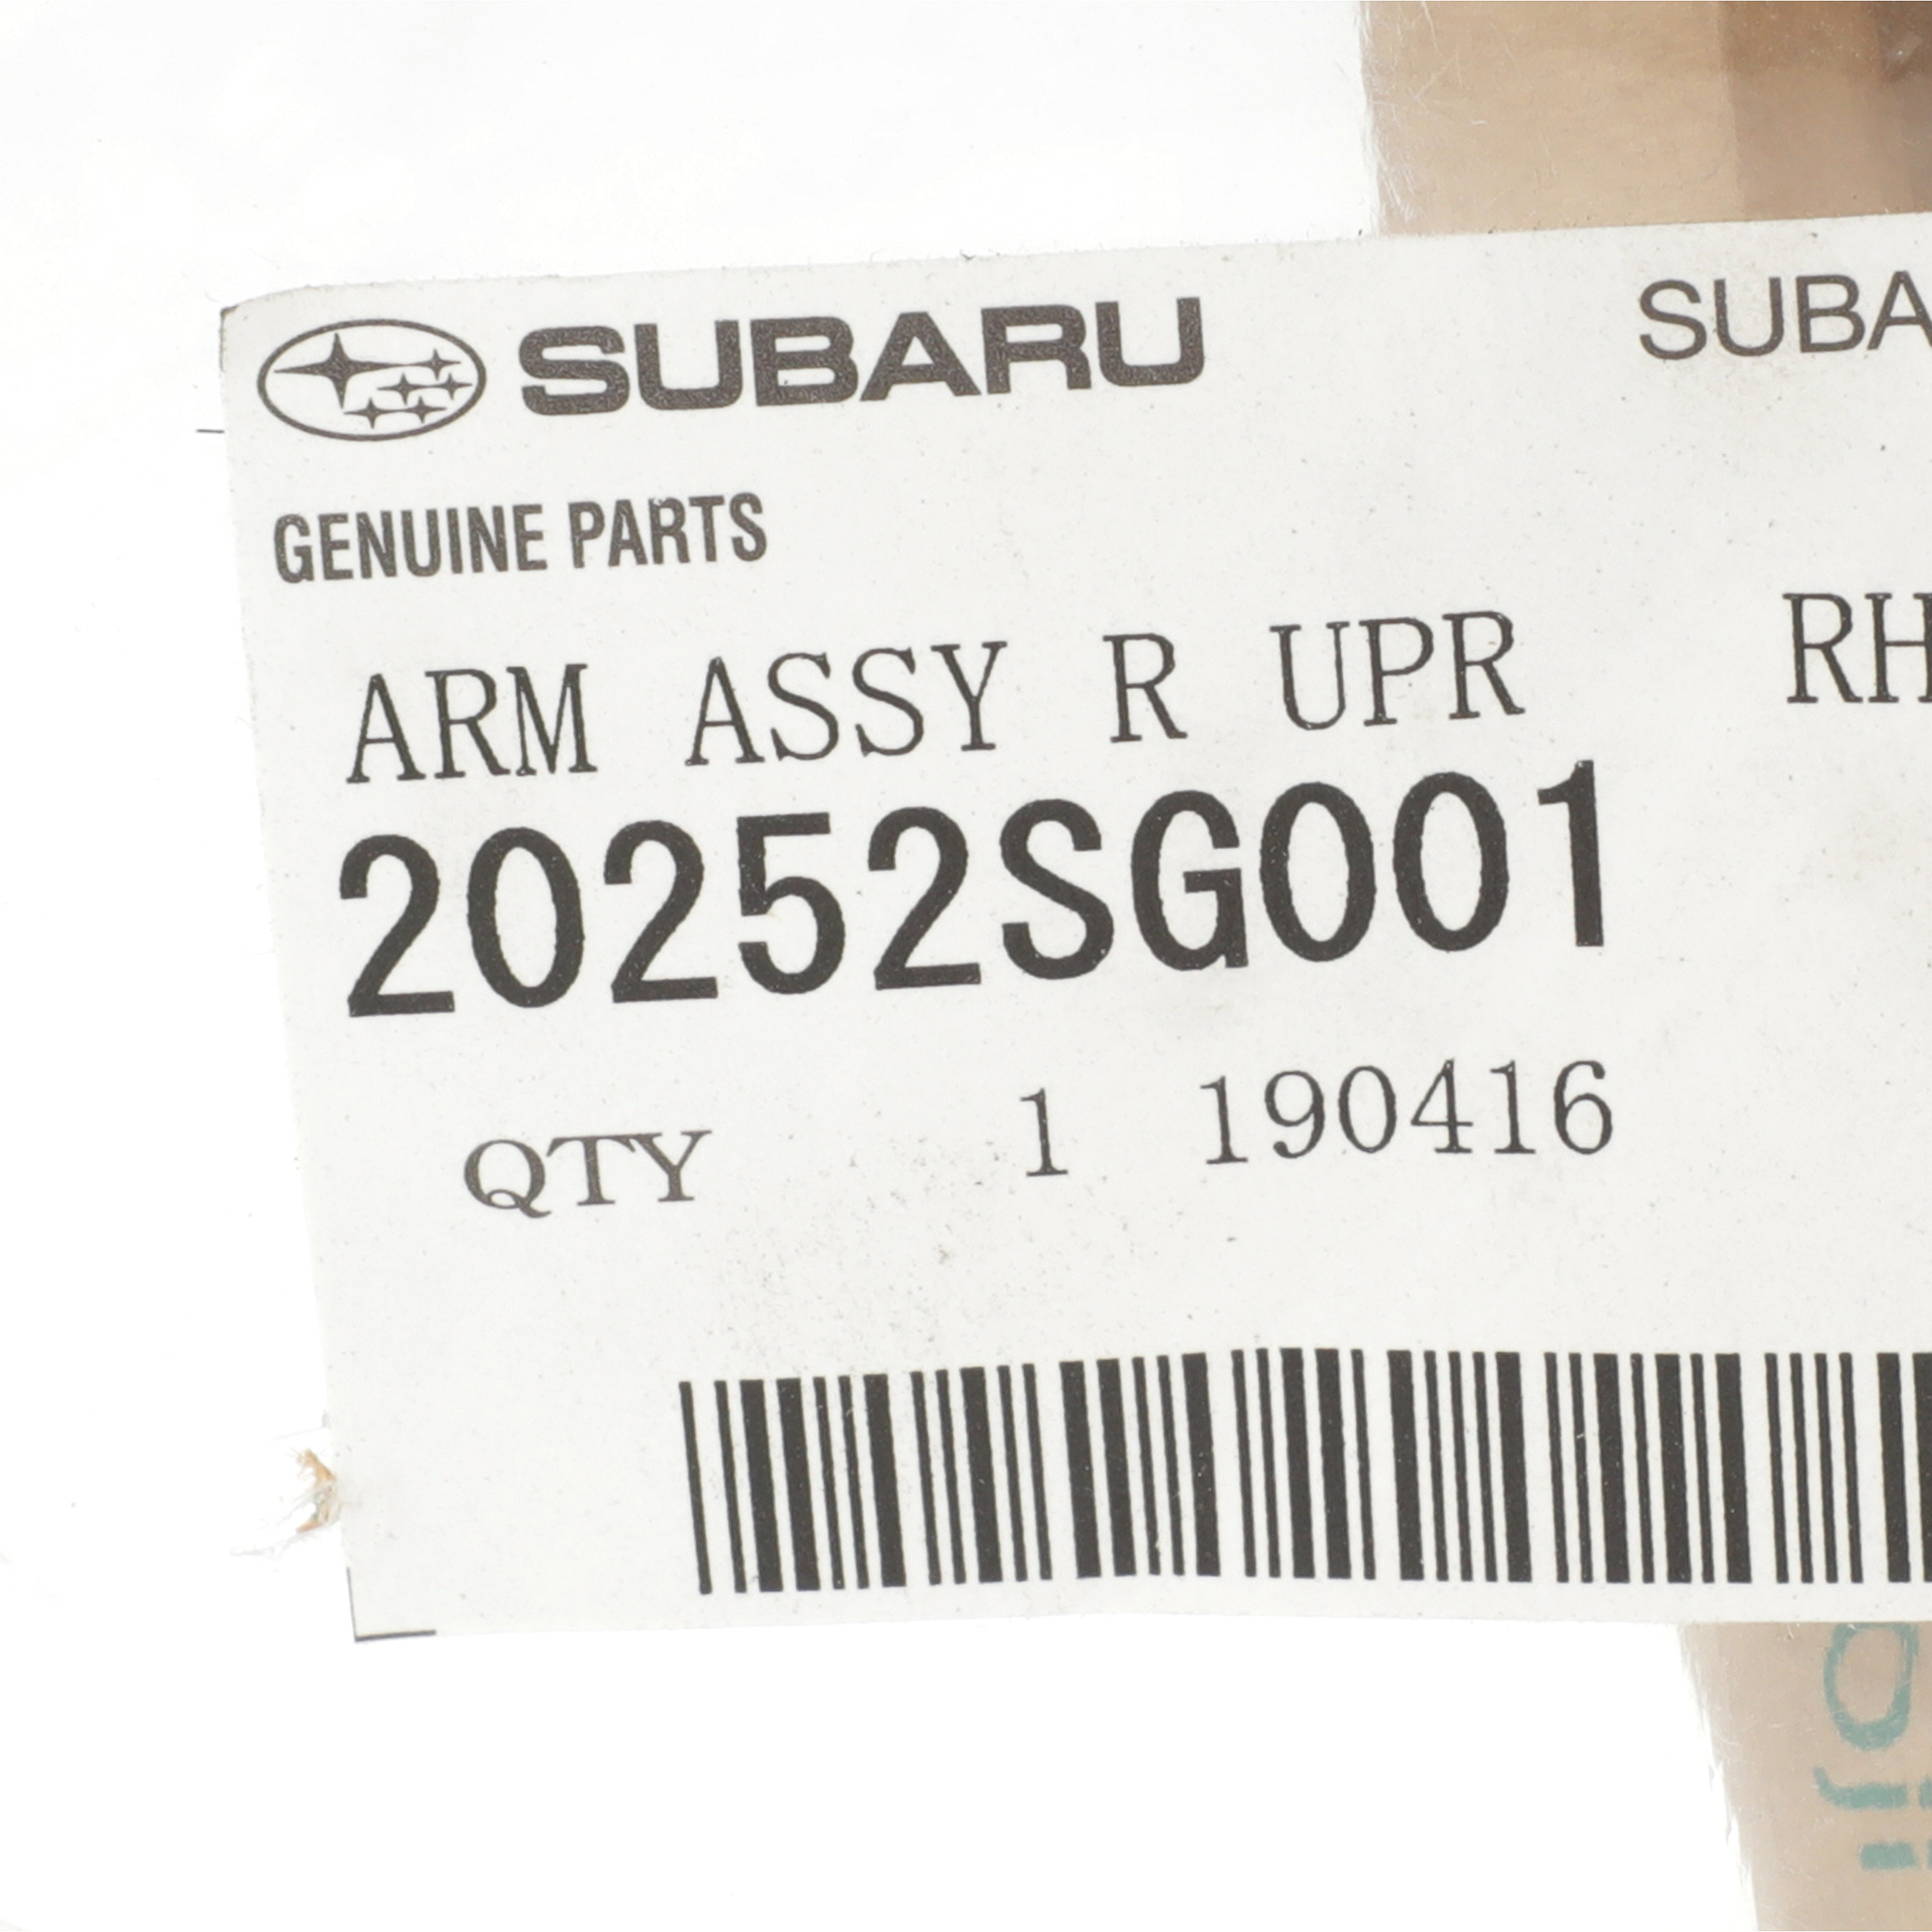 SUBARU SUBA
GENUINE PARTS
ARM ASSY R UPR RH
20252SG001
QTY 1 190416